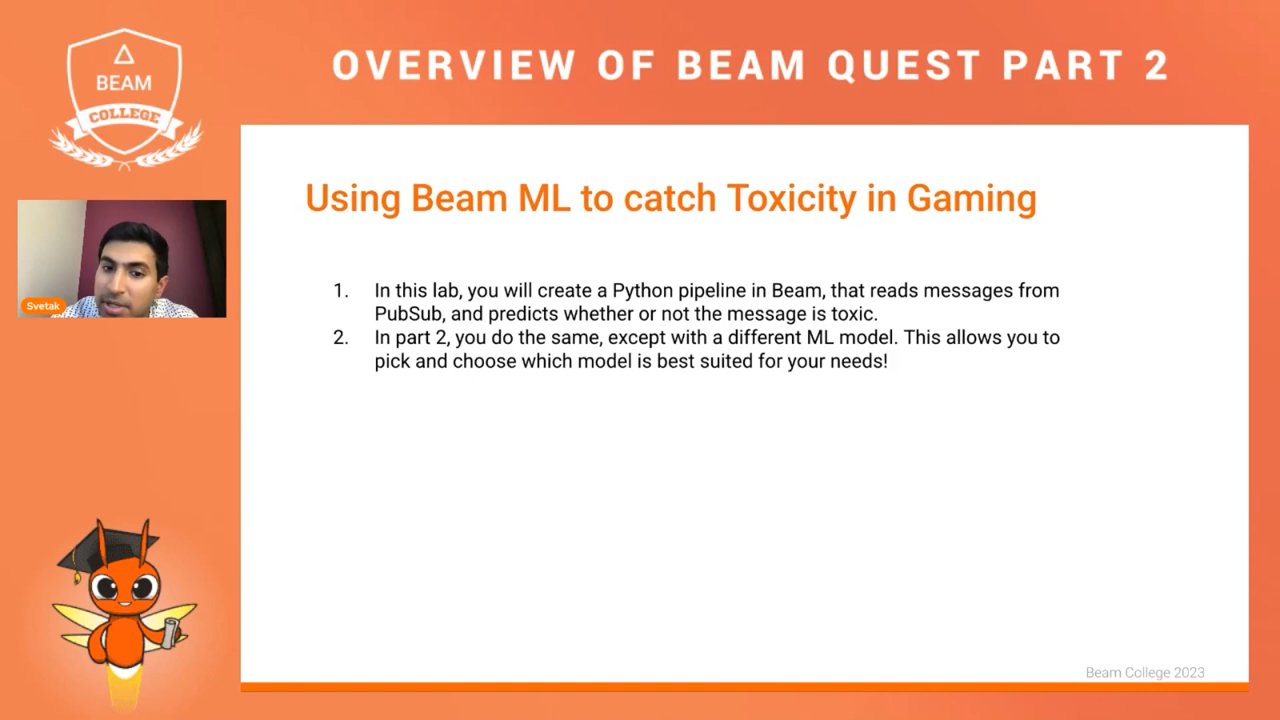 BEAM
COLLEGE
OVERVIEW OF BEAM QUEST PART 2
Svetak
Using Beam ML to catch Toxicity in Gaming
1. In this lab, you will create a Python pipeline in Beam, that reads messages from
PubSub, and predicts whether or not the message is toxic.
2. In part 2, you do the same, except with a different ML model. This allows you to
pick and choose which model is best suited for your needs!
Beam College 2023